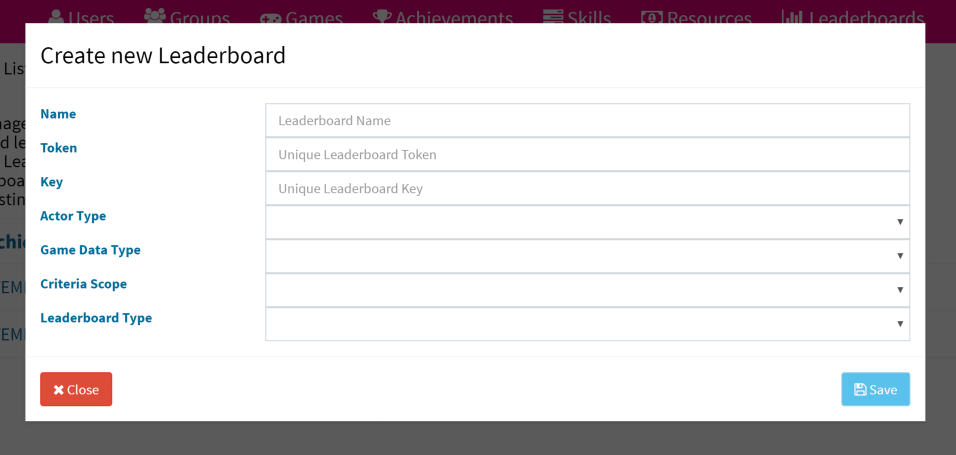 Users Groups Games Achievements Skills Resources Leaderboards
Create new Leaderboard
Name
Leaderboard Name
Token
Unique Leaderboard Token
Key
Unique Leaderboard Key
Actor Type
Game Data Type
Criteria Scope
Leaderboard Type
Close
Save